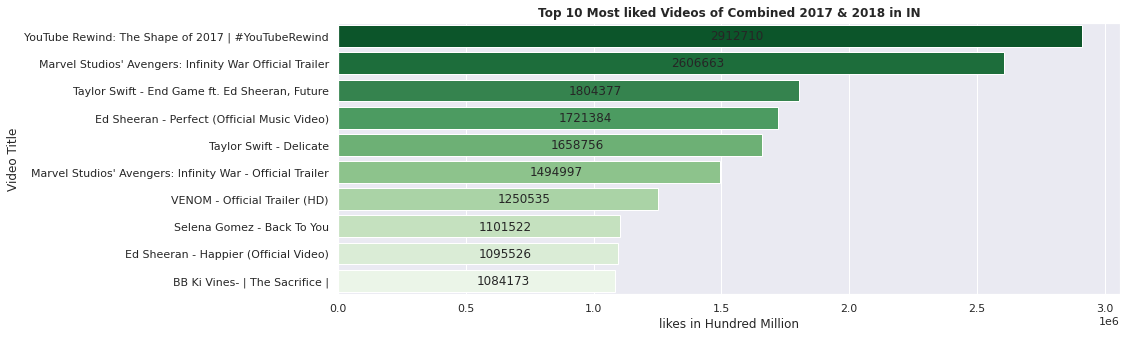 Top 10 Most liked Videos of Combined 2017 & 2018 in IN
Video Title
YouTube Rewind: The Shape of 2017 | #YouTubeRewind
2912710
Marvel Studios' Avengers: Infinity War Official Trailer
2606663
Taylor Swift - End Game ft. Ed Sheeran, Future
1804377
Ed Sheeran - Perfect (Official Music Video)
1721384
Taylor Swift - Delicate
1658756
Marvel Studios' Avengers: Infinity War - Official Trailer
1494997
VENOM - Official Trailer (HD)
1250535
Selena Gomez - Back To You
1101522
Ed Sheeran - Happier (Official Video)
1095526
BB Ki Vines- | The Sacrifice |
1084173
0.0 0.5 1.0 1.5 2.0 2.5 3.0
1e6
likes in Hundred Million